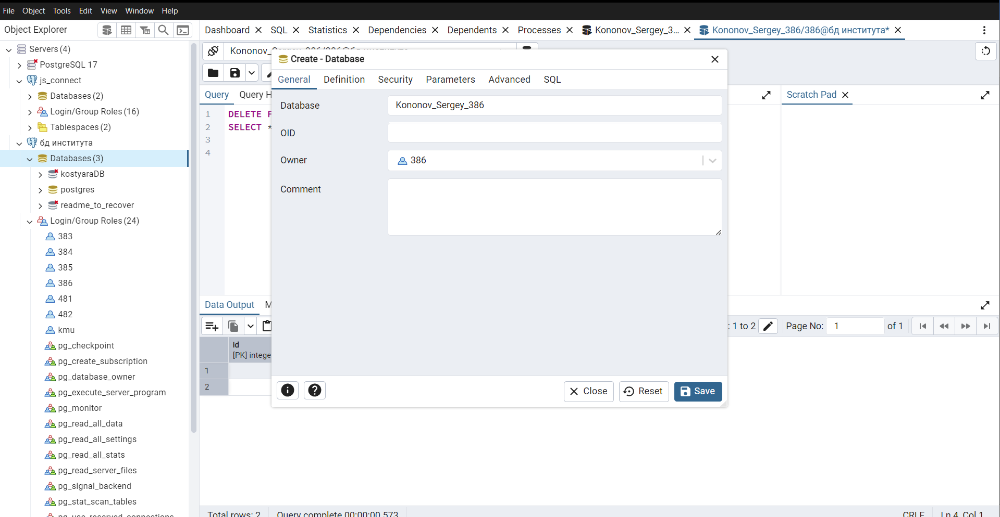 File Object Tools Edit View Window Help
Object Explorer
Dashboard SQL Statistics Dependencies Dependents Processes Kononov_Sergey_3... Kononov_Sergey_386/386@бд института*
Servers (4)
PostgreSQL 17
js_connect
Databases (2)
Login/Group Roles (16)
Tablespaces (2)
бд института
Databases (3)
kostyaraDB
postgres
readme_to_recover
Login/Group Roles (24)
383
384
385
386
481
482
kmu
pg_checkpoint
pg_create_subscription
pg_database_owner
pg_execute_server_program
pg_monitor
pg_read_all_data
pg_read_all_settings
pg_read_all_stats
pg_read_server_files
pg_signal_backend
pg_stat_scan_tables
pg_use_reserved_connections
Kononov_Sergey_386/386@бд института
Query Query H
Scratch Pad
1 DELETE F
2 SELECT *
3
4
Create - Database
General Definition Security Parameters Advanced SQL
Database Kononov_Sergey_386
OID
Owner 386
Comment
Close Reset Save
Data Output M
: 1 to 2 Page No: 1 of 1
id
[PK] intege
1
2
Total rows: 2 Query complete 00:00:00.573 CRLF Ln 4, Col 1